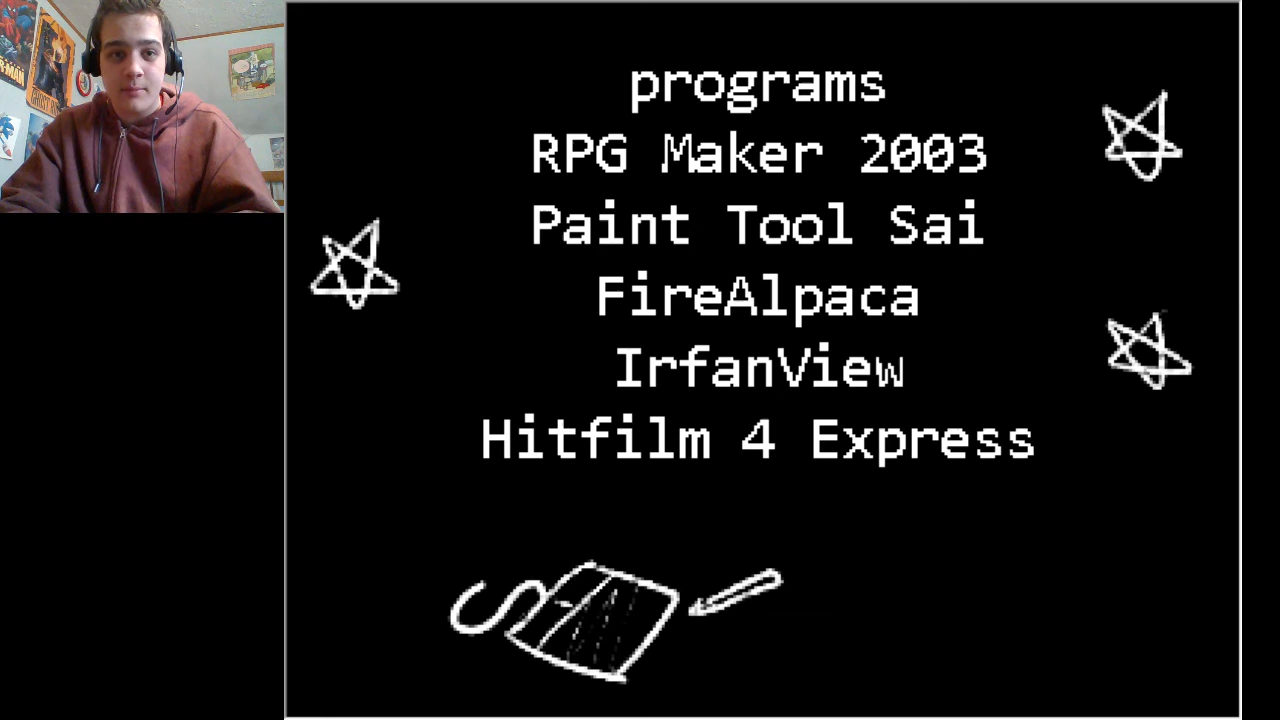 programs
RPG Maker 2003
Paint Tool Sai
FireAlpaca
IrfanView
Hitfilm 4 Express